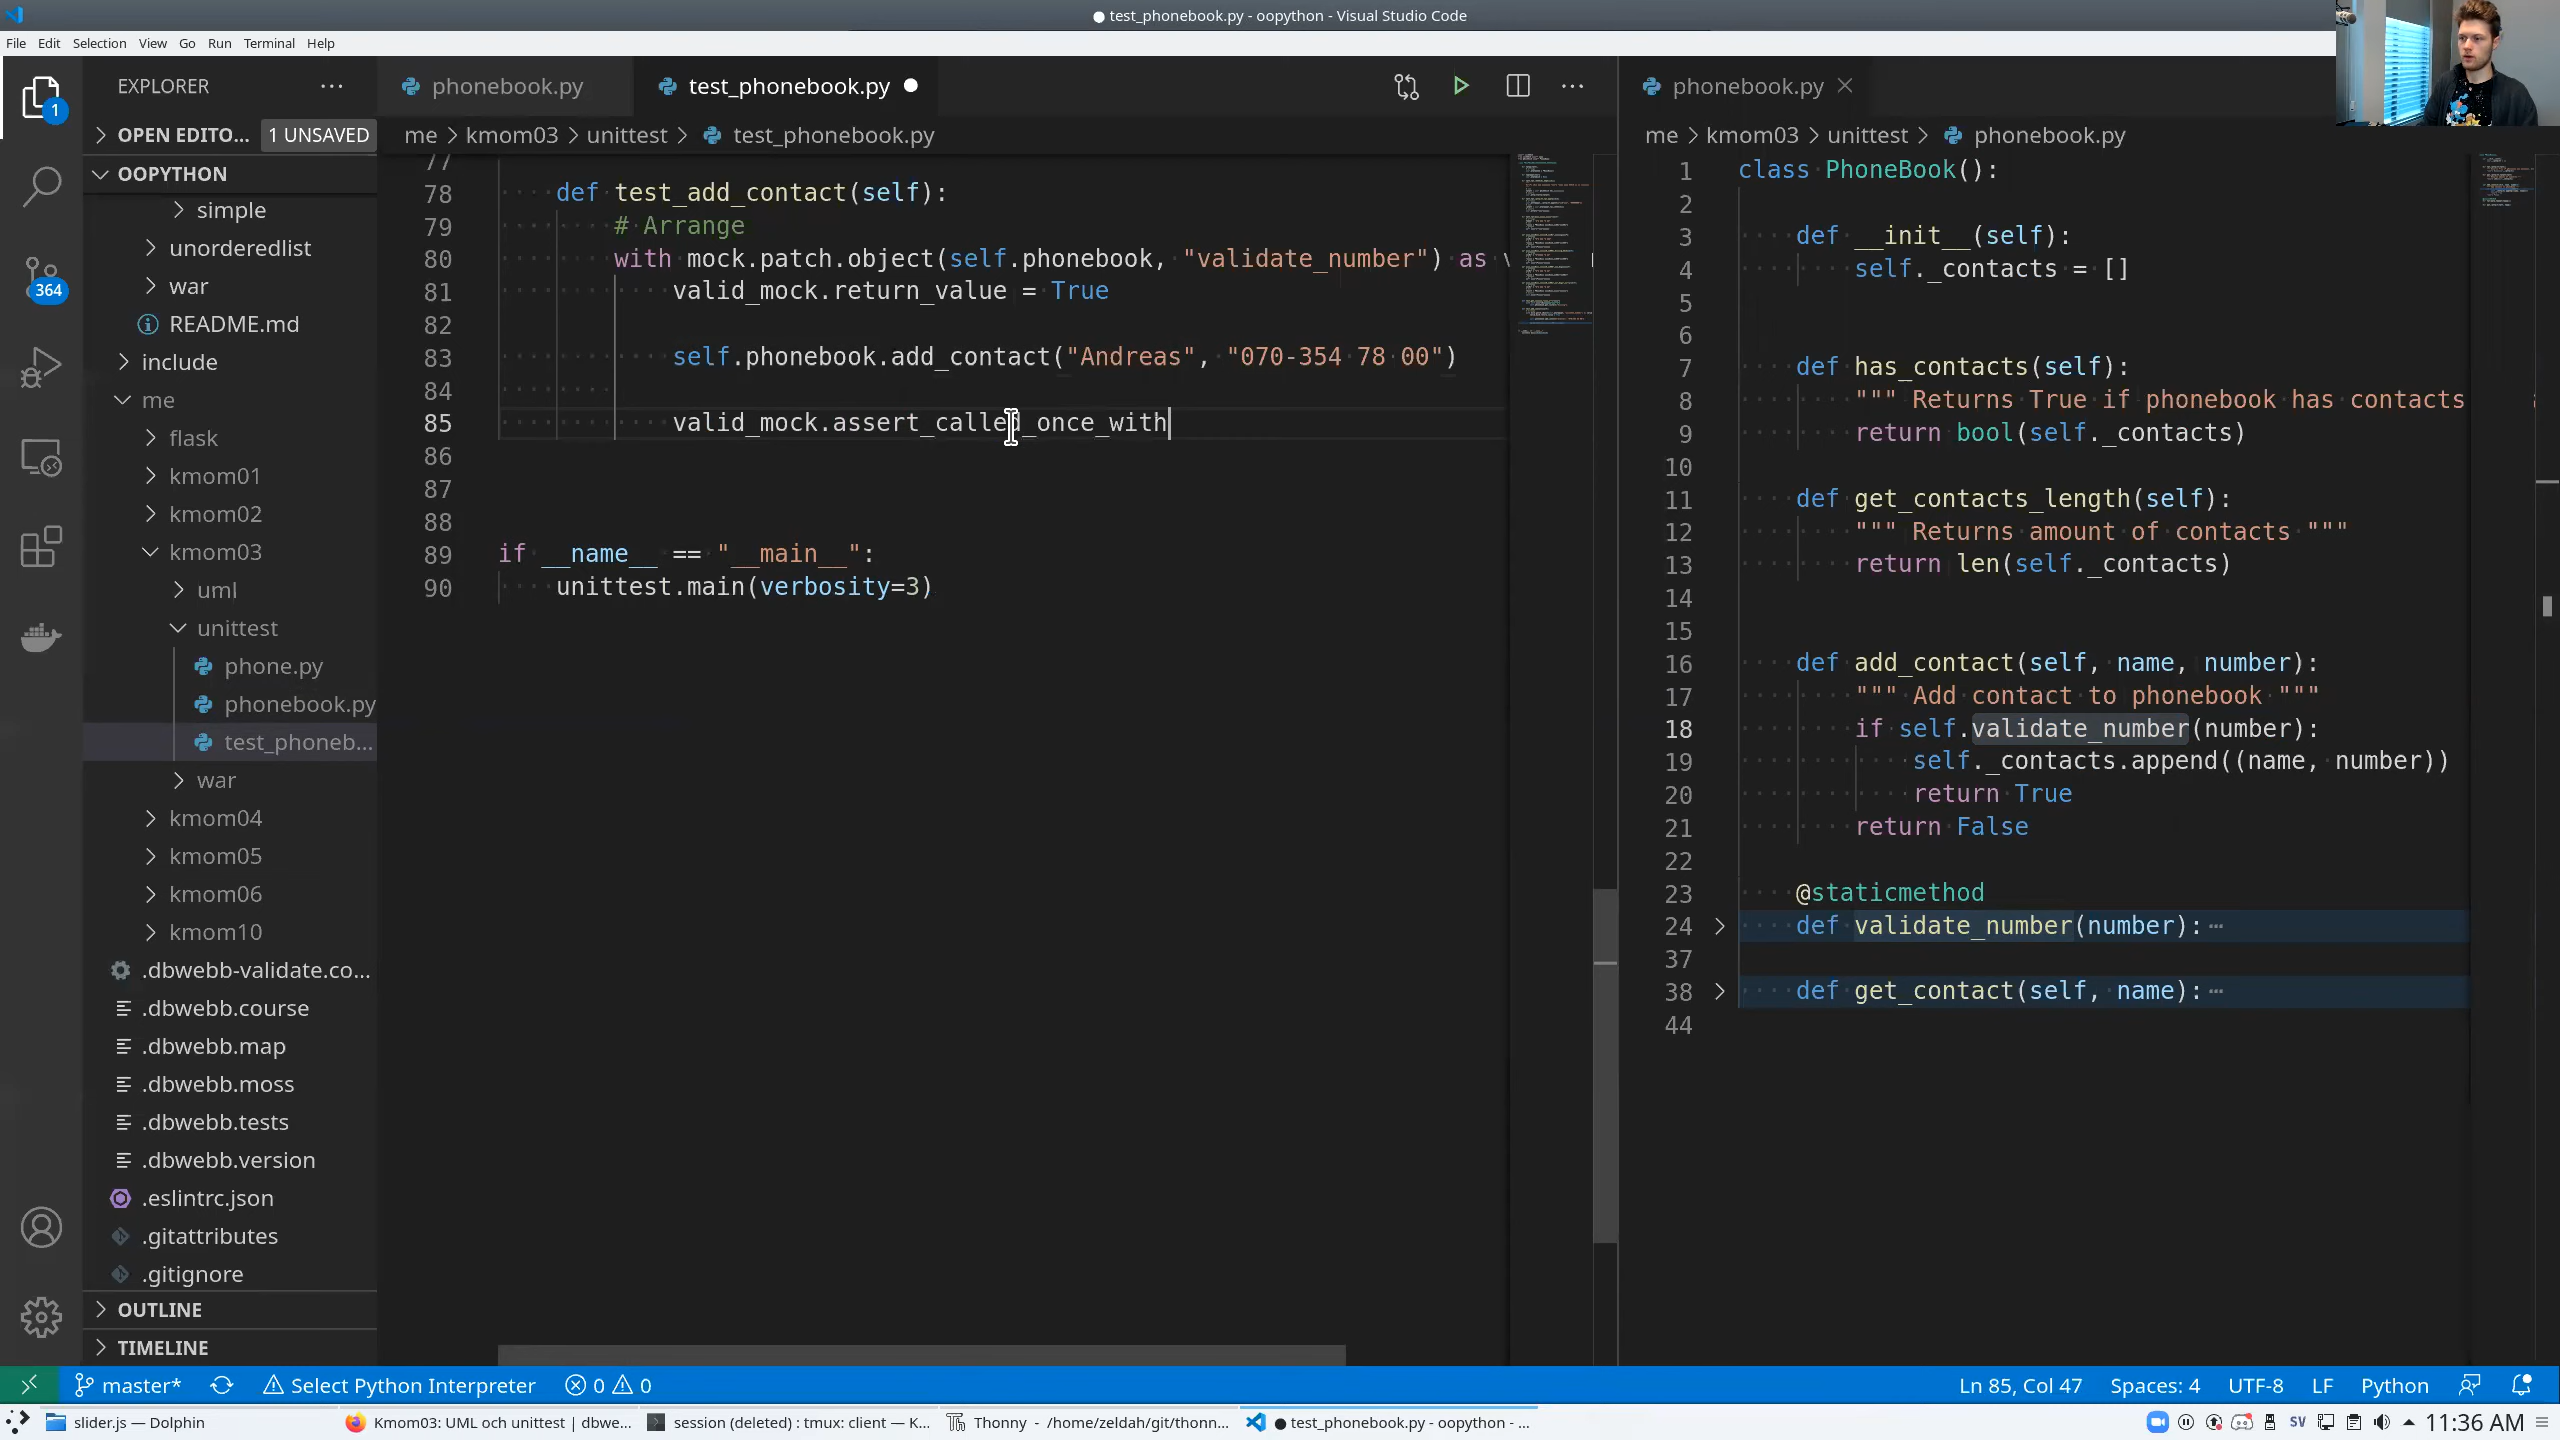 test_phonebook.py - oopython - Visual Studio Code
File Edit Selection View Go Run Terminal Help
EXPLORER
OPEN EDITO... 1 UNSAVED
OOPYTHON
simple
unorderedlist
war
README.md
include
me
flask
kmom01
kmom02
kmom03
uml
unittest
phone.py
phonebook.py
test_phoneb...
war
kmom04
kmom05
kmom06
kmom10
.dbwebb-validate.co...
.dbwebb.course
.dbwebb.map
.dbwebb.moss
.dbwebb.tests
.dbwebb.version
.eslintrc.json
.gitattributes
.gitignore
OUTLINE
TIMELINE
1
364
phonebook.py test_phonebook.py
me > kmom03 > unittest > test_phonebook.py
77
78 def test_add_contact(self):
79 # Arrange
80 with mock.patch.object(self.phonebook, "validate_number") as
81 valid_mock.return_value = True
82
83 self.phonebook.add_contact("Andreas", "070-354 78 00")
84
85 valid_mock.assert_called_once_with
86
87
88
89 if __name__ == "__main__":
90 unittest.main(verbosity=3)
phonebook.py
me > kmom03 > unittest > phonebook.py
1 class PhoneBook():
2
3 def __init__(self):
4 self._contacts = []
5
6
7 def has_contacts(self):
8 """ Returns True if phonebook has contacts
9 return bool(self._contacts)
10
11 def get_contacts_length(self):
12 """ Returns amount of contacts """
13 return len(self._contacts)
14
15
16 def add_contact(self, name, number):
17 """ Add contact to phonebook """
18 if self.validate_number(number):
19 self._contacts.append((name, number))
20 return True
21 return False
22
23 @staticmethod
24 def validate_number(number):⋯
37
38 def get_contact(self, name):⋯
44
master* Select Python Interpreter 0 0 Ln 85, Col 47 Spaces: 4 UTF-8 LF Python
slider.js — Dolphin Kmom03: UML och unittest | dbwe... session (deleted) : tmux: client — K... Thonny - /home/zeldah/git/thonn... test_phonebook.py - oopython - ... SV 11:36 AM